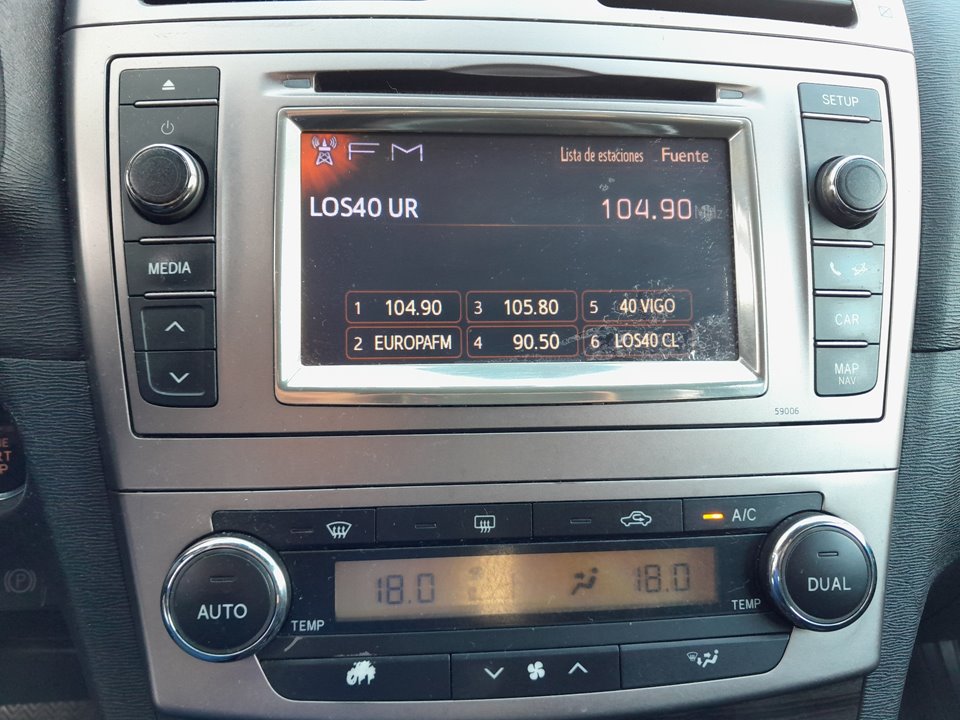 SETUP
FM
Lista de estaciones
Fuente
LOS40 UR
104.90 MHz
MEDIA
CAR
MAP
NAV
1 104.90
3 105.80
5 40 VIGO
2 EUROPAFM
4 90.50
6 LOS40 CL
59006
A/C
AUTO
TEMP
18.0
18.0
TEMP
DUAL
OFF